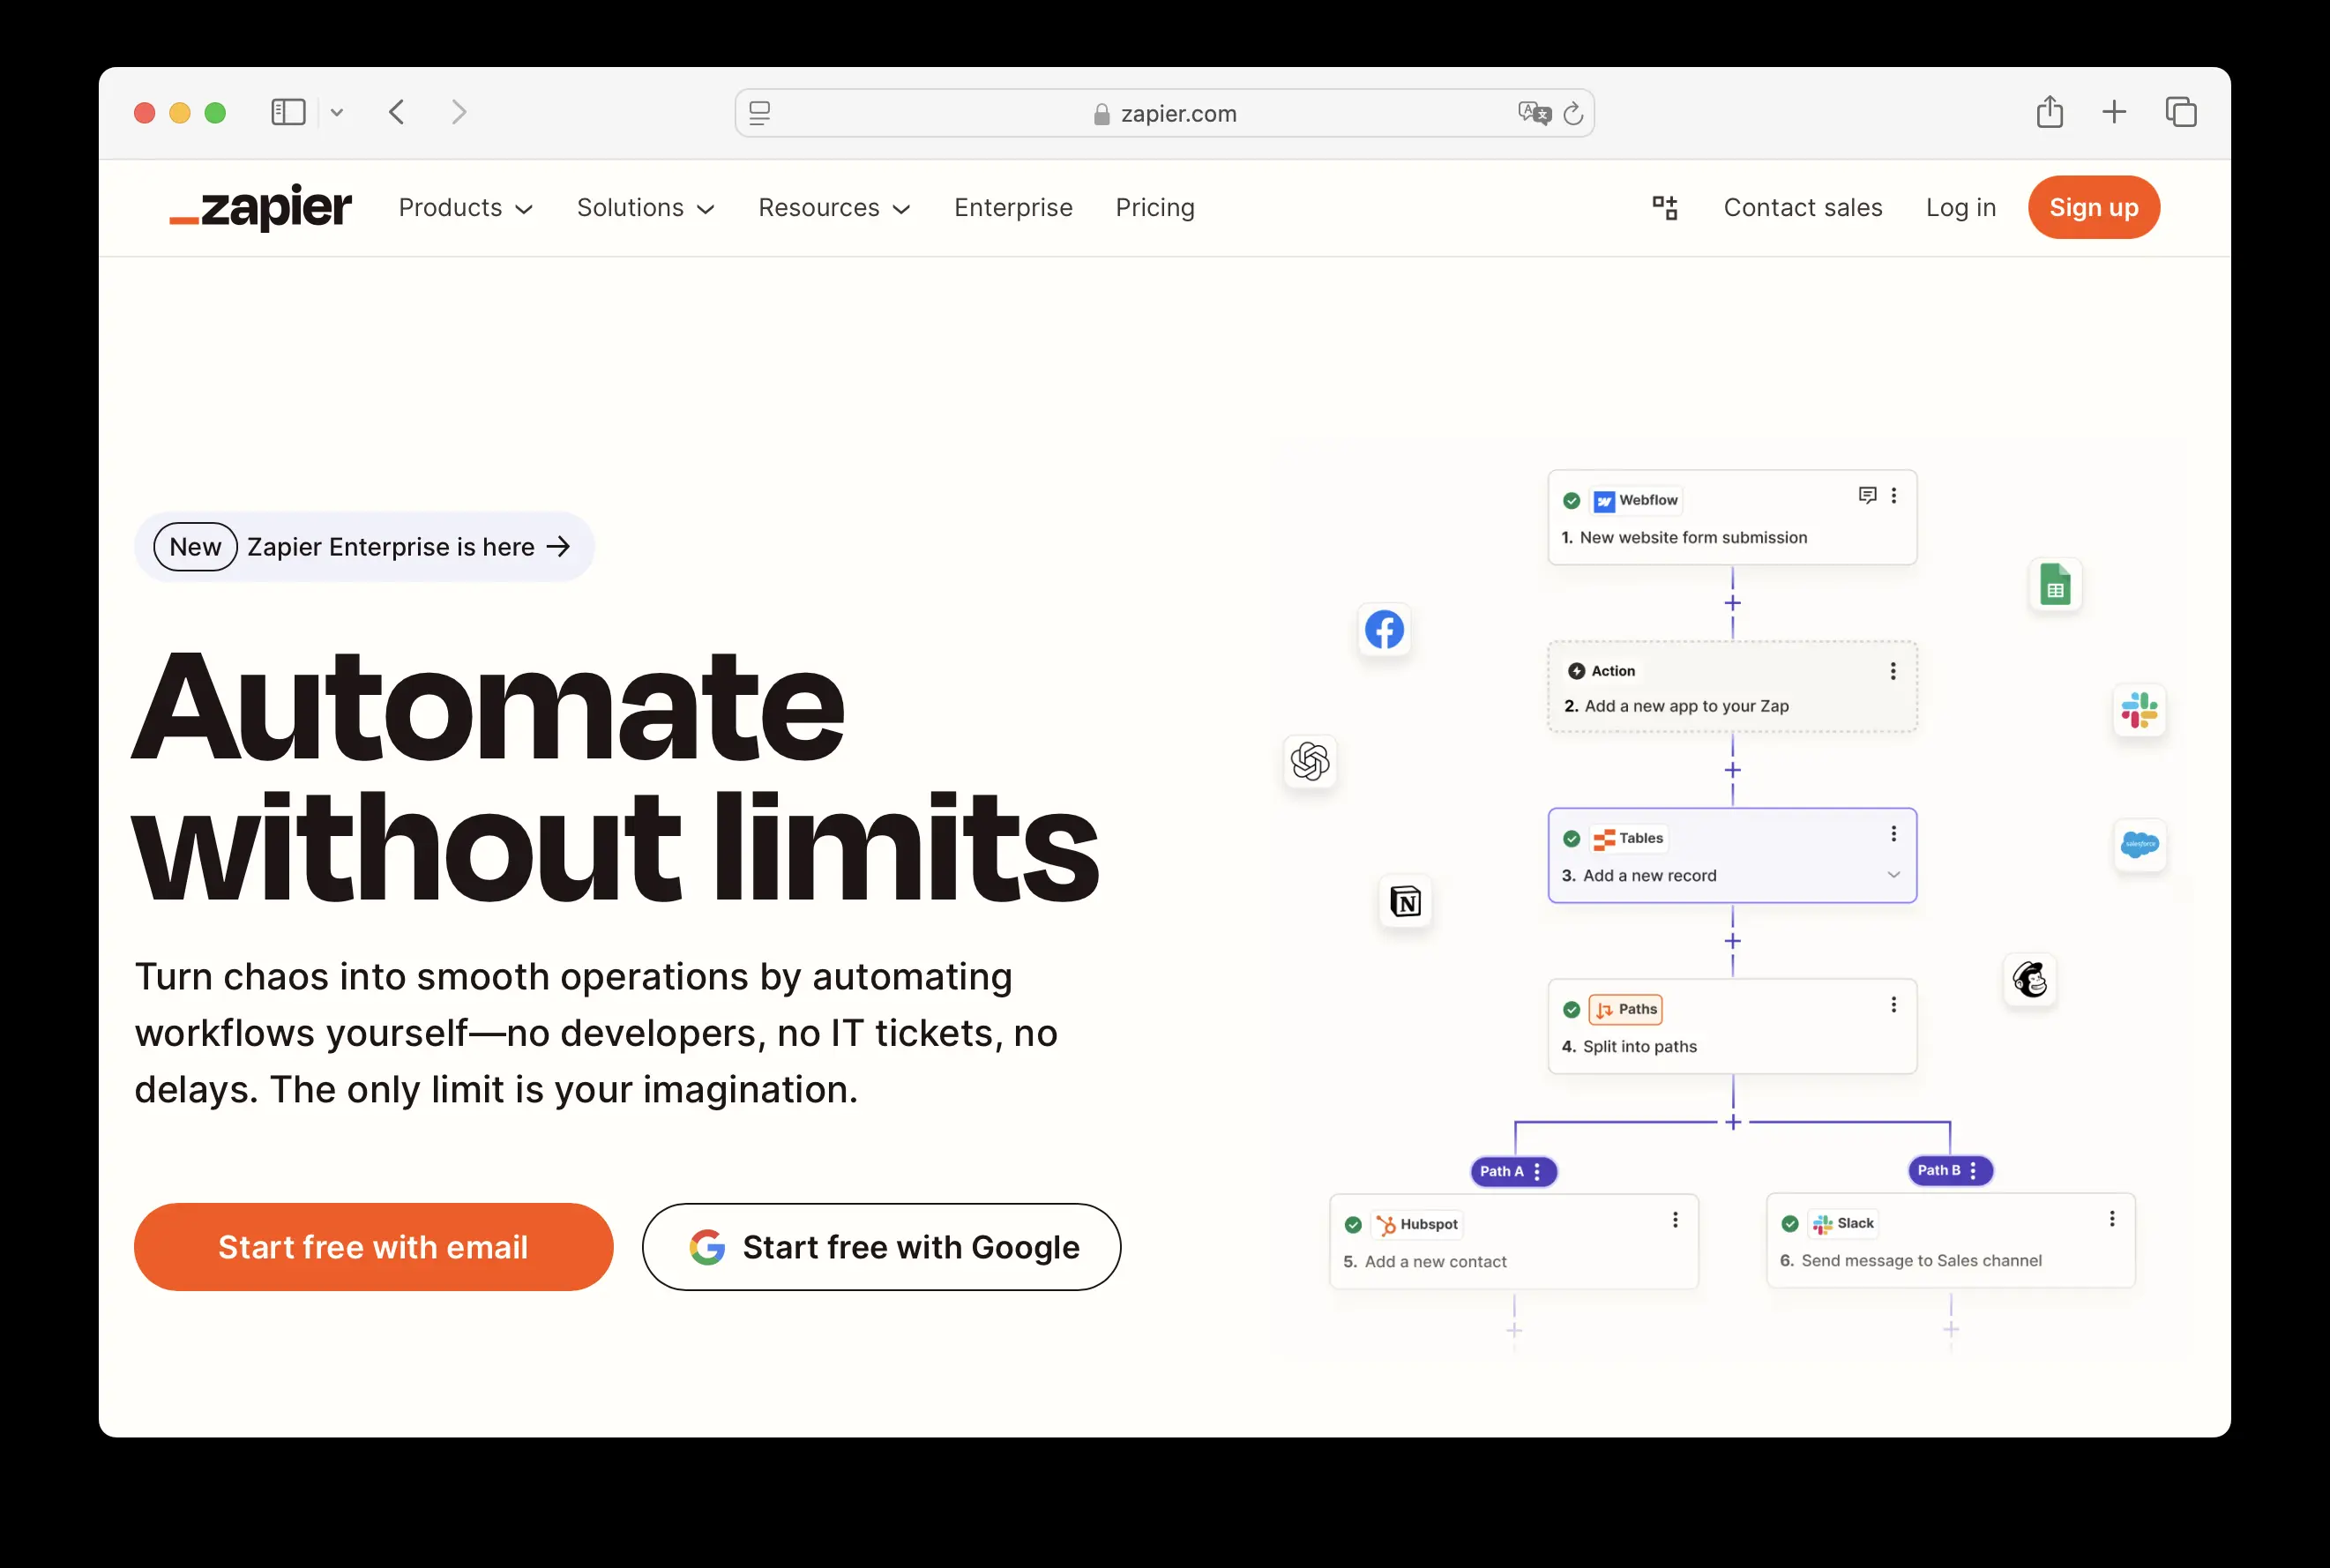 zapier.com
zapier Products Solutions Resources Enterprise Pricing Contact sales Log in Sign up
New Zapier Enterprise is here →
Automate
without limits
Turn chaos into smooth operations by automating
workflows yourself—no developers, no IT tickets, no
delays. The only limit is your imagination.
Start free with email
Start free with Google
Webflow
1. New website form submission
Action
2. Add a new app to your Zap
Tables
3. Add a new record
Paths
4. Split into paths
Path A
Hubspot
5. Add a new contact
Path B
Slack
6. Send message to Sales channel
salesforce